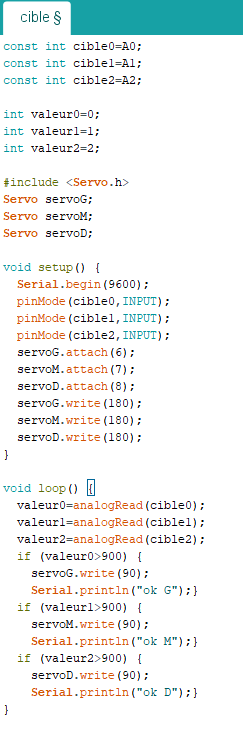 cible §
const int cible0=A0;
const int cible1=A1;
const int cible2=A2;
int valeur0=0;
int valeur1=1;
int valeur2=2;
#include <Servo.h>
Servo servoG;
Servo servoM;
Servo servoD;
void setup() {
  Serial.begin(9600);
  pinMode(cible0,INPUT);
  pinMode(cible1,INPUT);
  pinMode(cible2,INPUT);
  servoG.attach(6);
  servoM.attach(7);
  servoD.attach(8);
  servoG.write(180);
  servoM.write(180);
  servoD.write(180);
}
void loop() {
  valeur0=analogRead(cible0);
  valeur1=analogRead(cible1);
  valeur2=analogRead(cible2);
  if (valeur0>900) {
    servoG.write(90);
    Serial.println("ok G");}
  if (valeur1>900) {
    servoM.write(90);
    Serial.println("ok M");}
  if (valeur2>900) {
    servoD.write(90);
    Serial.println("ok D");}
}